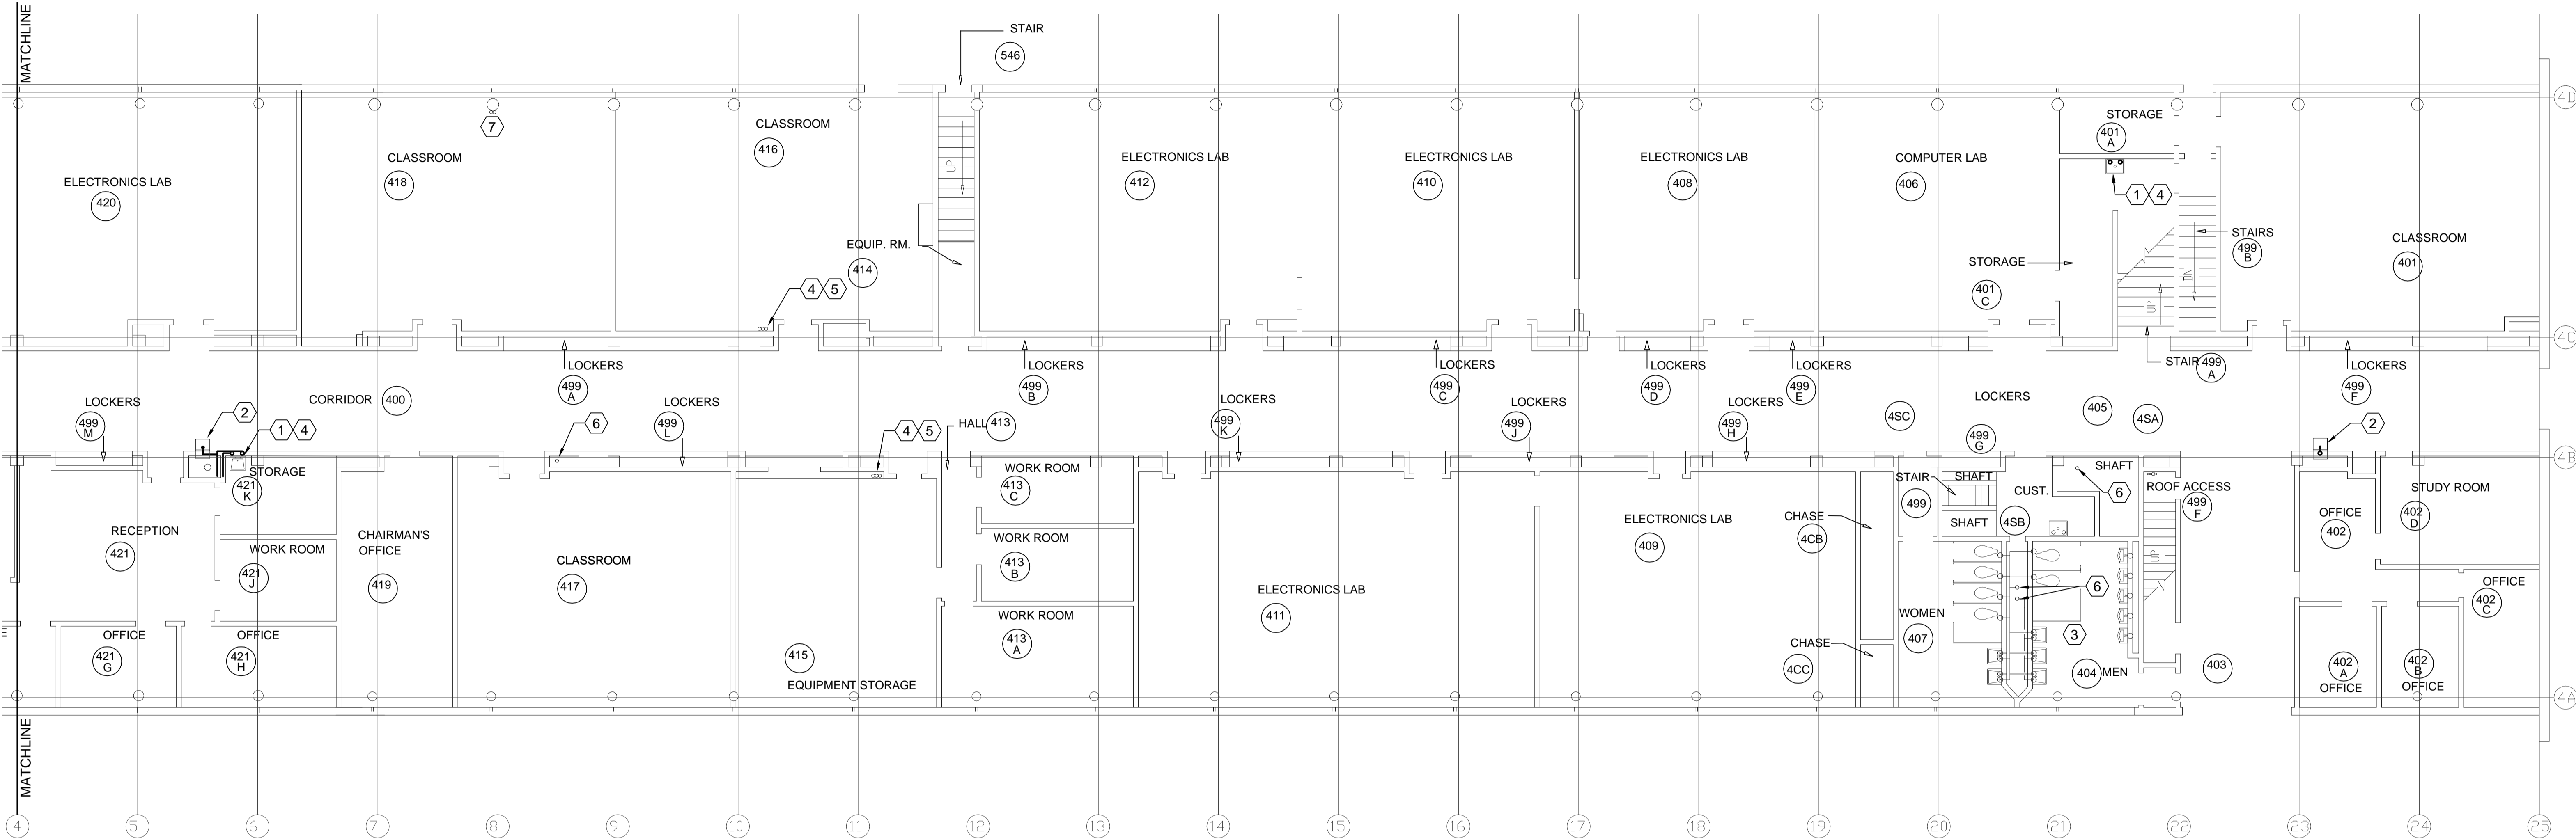 MATCHLINE
STAIR
546
4D
7
CLASSROOM
416
STORAGE
401
A
ELECTRONICS LAB
420
CLASSROOM
418
UP
ELECTRONICS LAB
412
ELECTRONICS LAB
410
ELECTRONICS LAB
408
COMPUTER LAB
406
1
4
EQUIP. RM.
414
4
5
STORAGE
401
C
UP
DN
STAIRS
499
B
CLASSROOM
401
4C
LOCKERS
499
A
LOCKERS
499
B
LOCKERS
499
C
LOCKERS
499
D
LOCKERS
499
E
STAIR
499
A
LOCKERS
499
F
LOCKERS
499
M
2
1
4
CORRIDOR
400
6
LOCKERS
499
L
4
5
HALL
413
LOCKERS
499
K
LOCKERS
499
J
LOCKERS
499
H
4SC
LOCKERS
499
G
405
4SA
2
4B
STORAGE
421
K
WORK ROOM
413
C
STAIR
499
SHAFT
SHAFT
CUST.
4SB
SHAFT
6
ROOF ACCESS
499
F
UP
STUDY ROOM
402
D
RECEPTION
421
WORK ROOM
421
J
CHAIRMAN'S
OFFICE
419
CLASSROOM
417
WORK ROOM
413
B
ELECTRONICS LAB
409
CHASE
4CB
OFFICE
402
ELECTRONICS LAB
411
6
OFFICE
402
C
OFFICE
421
G
OFFICE
421
H
415
EQUIPMENT STORAGE
WORK ROOM
413
A
CHASE
4CC
WOMEN
407
3
404
MEN
403
402
A
OFFICE
402
B
OFFICE
4A
MATCHLINE
4
5
6
7
8
9
10
11
12
13
14
15
16
17
18
19
20
21
22
23
24
25